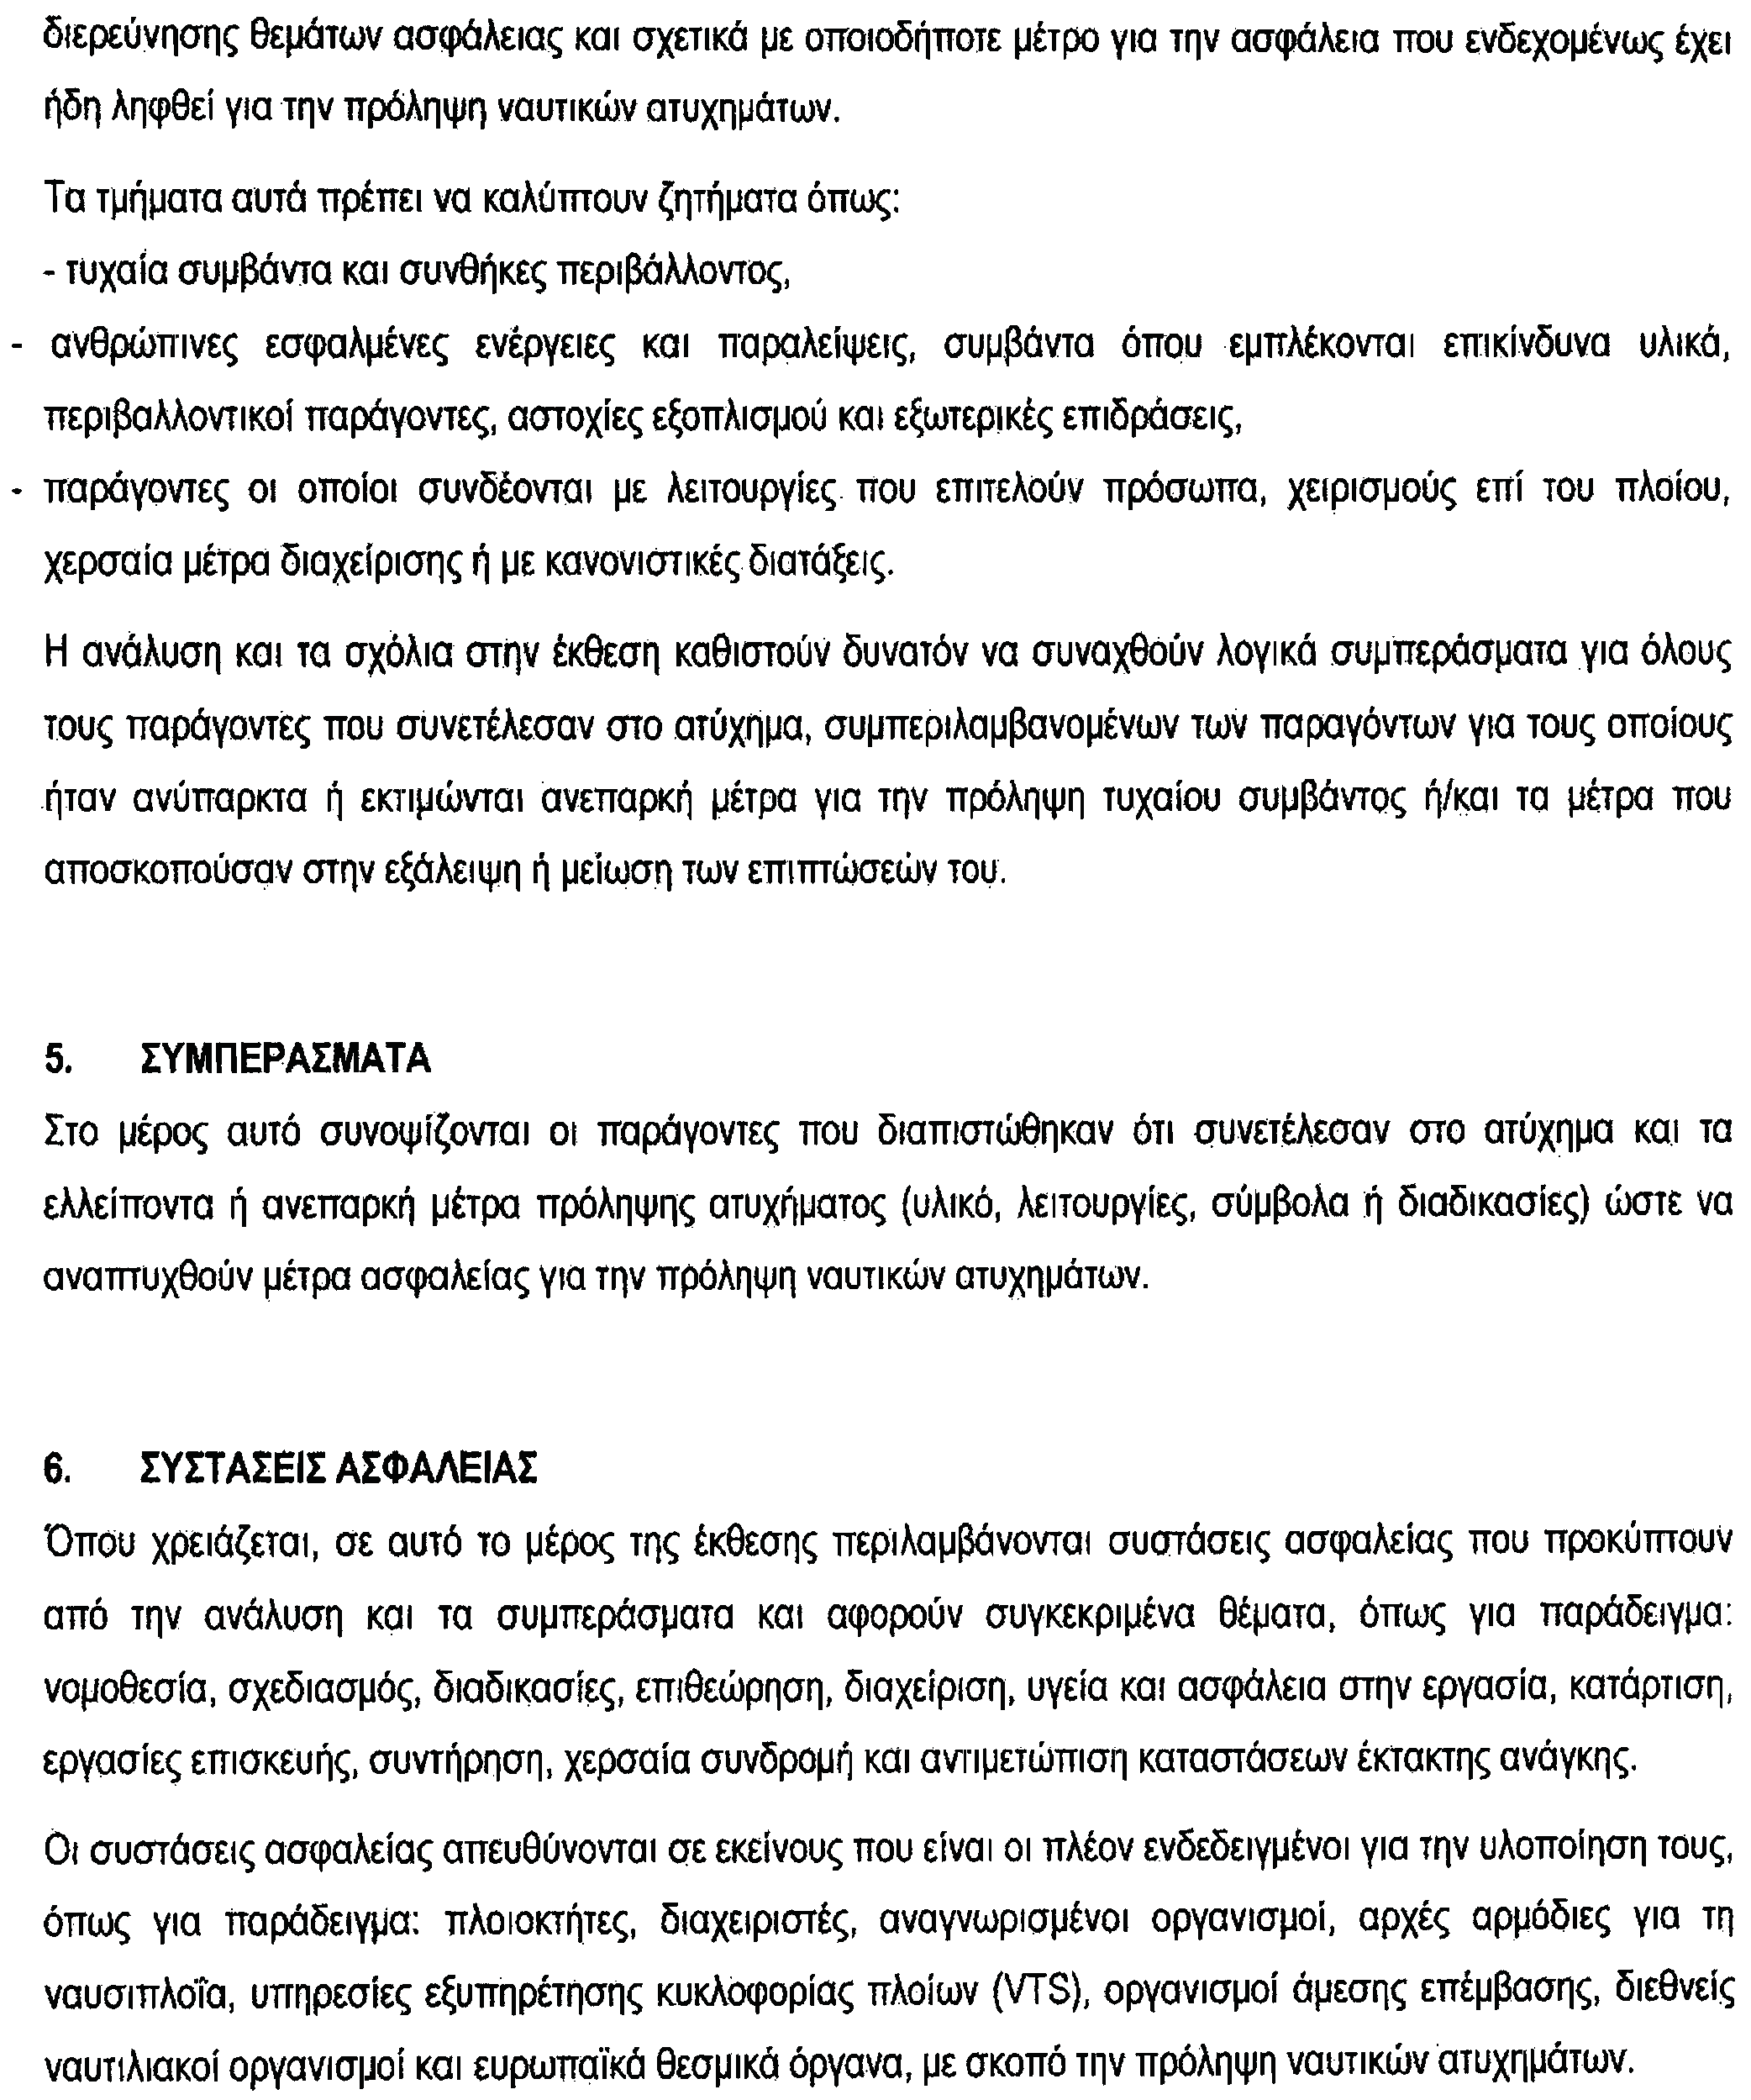 διερεύνησης θεμάτων ασφάλειας και σχετικά με οποιοδήποτε μέτρο για την ασφάλεια που ενδεχομένως έχει
ήδη ληφθεί για την πρόληψη ναυτικών ατυχημάτων.
Τα τμήματα αυτά πρέπει να καλύπτουν ζητήματα όπως:
- τυχαία συμβάντα και συνθήκες περιβάλλοντος,
- ανθρώπινες εσφαλμένες ενέργειες και παραλείψεις, συμβάντα όπου εμπλέκονται επικίνδυνα υλικά,
περιβαλλοντικοί παράγοντες, αστοχίες εξοπλισμού και εξωτερικές επιδράσεις,
- παράγοντες οι οποίοι συνδέονται με λειτουργίες που επιτελούν πρόσωπα, χειρισμούς επί του πλοίου,
χερσαία μέτρα διαχείρισης ή με κανονιστικές διατάξεις.
Η ανάλυση και τα σχόλια στην έκθεση καθιστούν δυνατόν να συναχθούν λογικά συμπεράσματα για όλους
τους παράγοντες που συνετέλεσαν στο ατύχημα, συμπεριλαμβανομένων των παραγόντων για τους οποίους
ήταν ανύπαρκτα ή εκτιμώνται ανεπαρκή μέτρα για την πρόληψη τυχαίου συμβάντος ή/και τα μέτρα που
αποσκοπούσαν στην εξάλειψη ή μείωση των επιπτώσεών του.
5. ΣΥΜΠΕΡΑΣΜΑΤΑ
Στο μέρος αυτό συνοψίζονται οι παράγοντες που διαπιστώθηκαν ότι συνετέλεσαν στο ατύχημα και τα
ελλείποντα ή ανεπαρκή μέτρα πρόληψης ατυχήματος (υλικό, λειτουργίες, σύμβολα ή διαδικασίες) ώστε να
αναπτυχθούν μέτρα ασφαλείας για την πρόληψη ναυτικών ατυχημάτων.
6. ΣΥΣΤΑΣΕΙΣ ΑΣΦΑΛΕΙΑΣ
Όπου χρειάζεται, σε αυτό το μέρος της έκθεσης περιλαμβάνονται συστάσεις ασφαλείας που προκύπτουν
από την ανάλυση και τα συμπεράσματα και αφορούν συγκεκριμένα θέματα, όπως για παράδειγμα:
νομοθεσία, σχεδιασμός, διαδικασίες, επιθεώρηση, διαχείριση, υγεία και ασφάλεια στην εργασία, κατάρτιση,
εργασίες επισκευής, συντήρηση, χερσαία συνδρομή και αντιμετώπιση καταστάσεων έκτακτης ανάγκης.
Οι συστάσεις ασφαλείας απευθύνονται σε εκείνους που είναι οι πλέον ενδεδειγμένοι για την υλοποίηση τους,
όπως για παράδειγμα: πλοιοκτήτες, διαχειριστές, αναγνωρισμένοι οργανισμοί, αρχές αρμόδιες για τη
ναυσιπλοΐα, υπηρεσίες εξυπηρέτησης κυκλοφορίας πλοίων (VTS), οργανισμοί άμεσης επέμβασης, διεθνείς
ναυτιλιακοί οργανισμοί και ευρωπαϊκά θεσμικά όργανα, με σκοπό την πρόληψη ναυτικών ατυχημάτων.